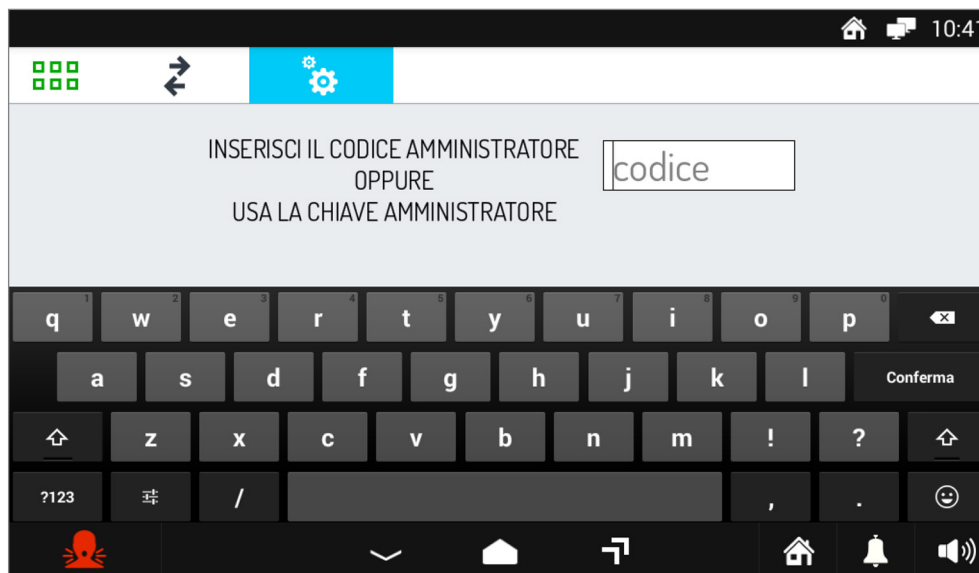 10:41
INSERISCI IL CODICE AMMINISTRATORE
OPPURE
USA LA CHIAVE AMMINISTRATORE
codice
1 2 3 4 5 6 7 8 9 0
q w e r t y u i o p
a s d f g h j k l Conferma
z x c v b n m ! ?
?123 / , .